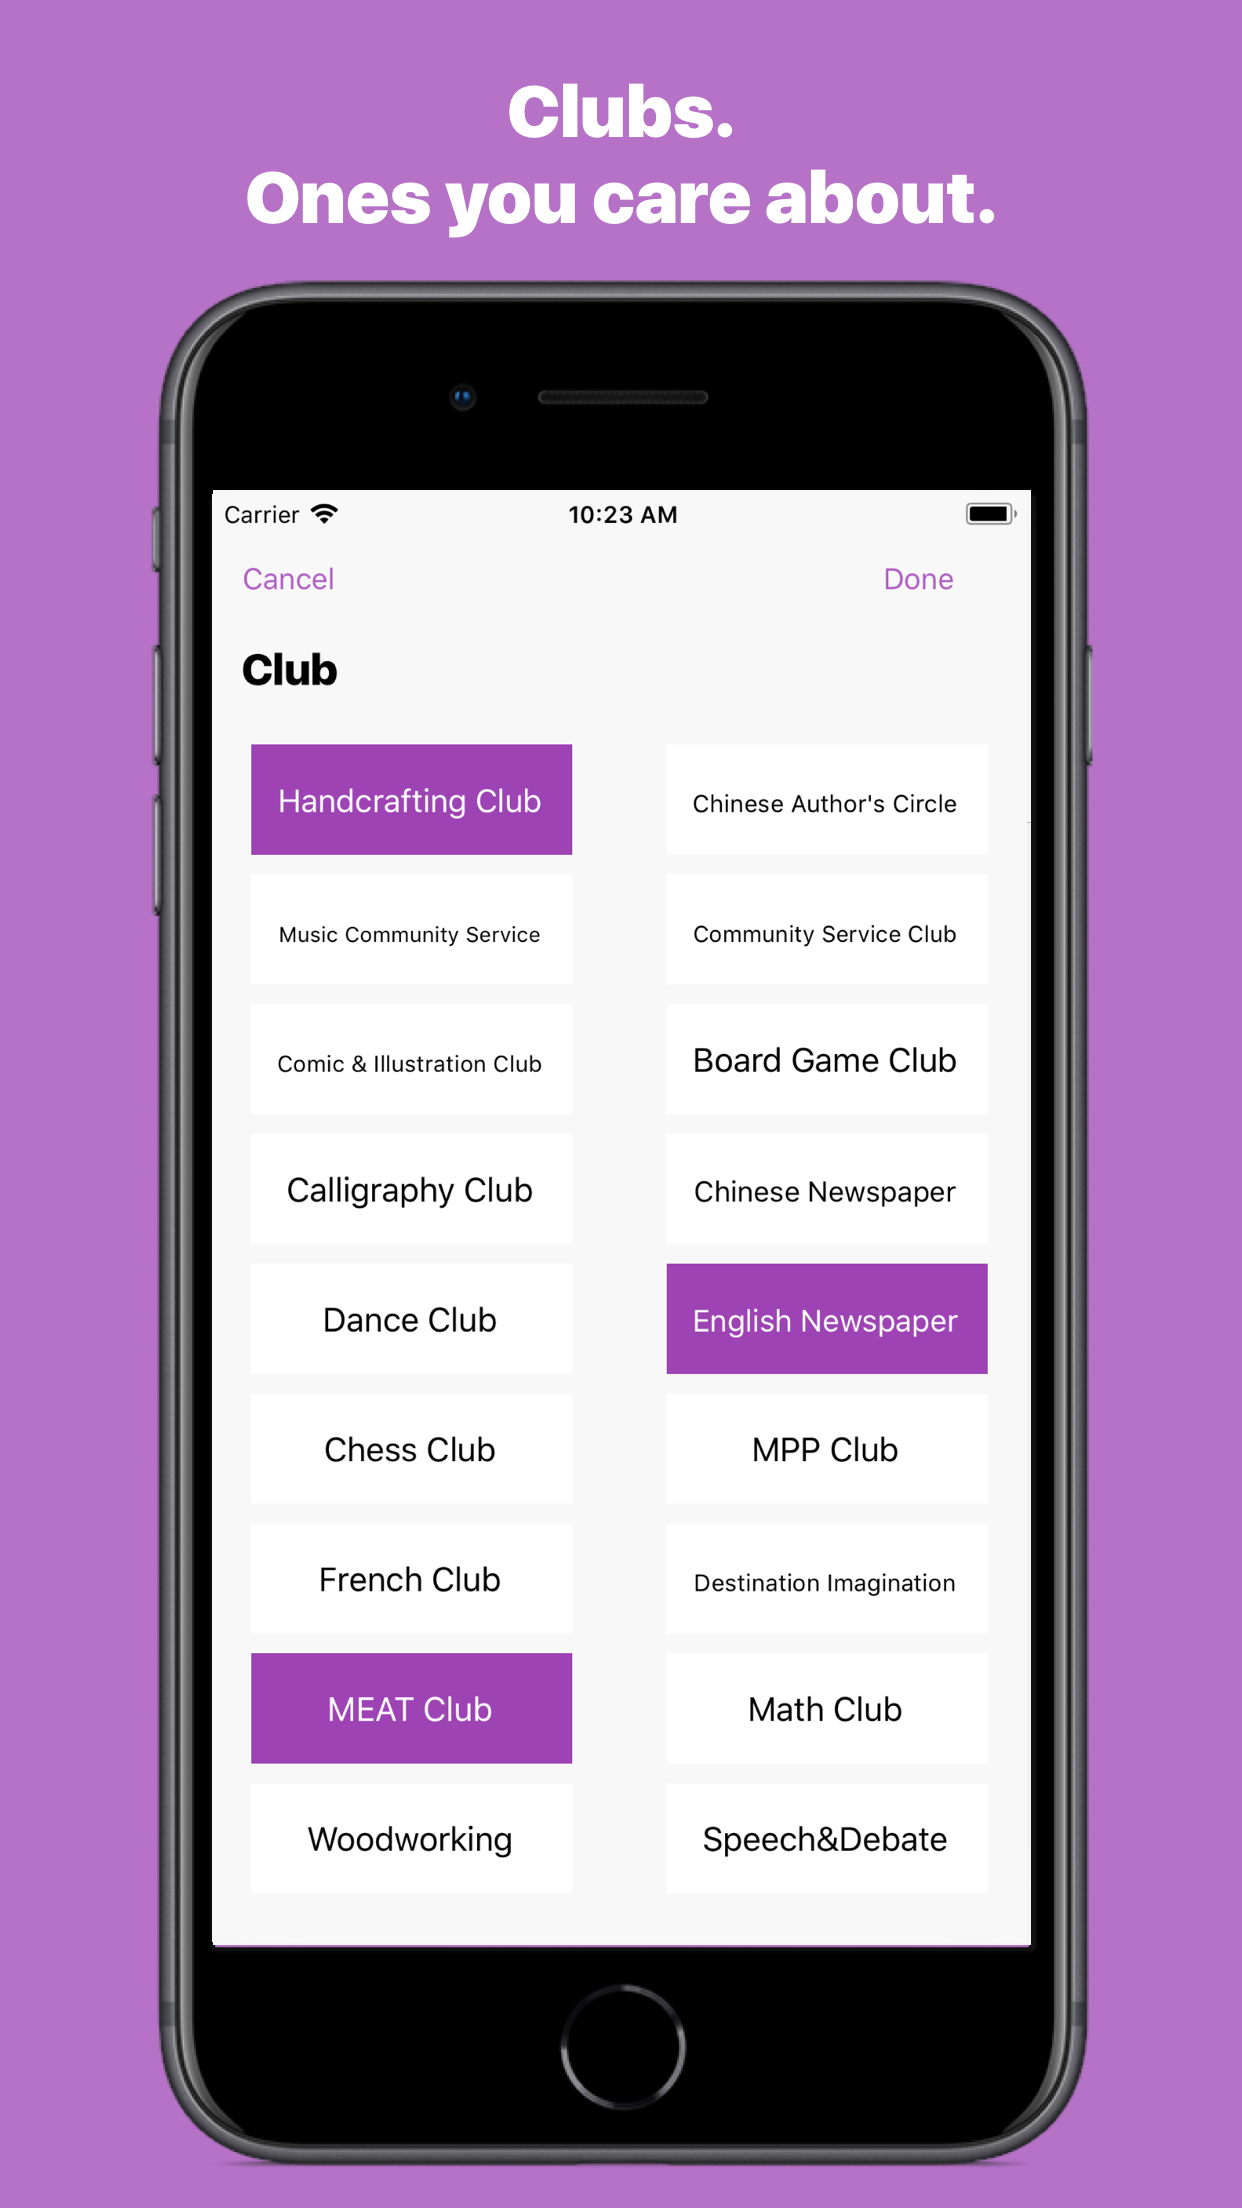 Clubs.
Ones you care about.
Carrier
10:23 AM
Cancel
Done
Club
Handcrafting Club
Chinese Author's Circle
Music Community Service
Community Service Club
Comic & Illustration Club
Board Game Club
Calligraphy Club
Chinese Newspaper
Dance Club
English Newspaper
Chess Club
MPP Club
French Club
Destination Imagination
MEAT Club
Math Club
Woodworking
Speech&Debate